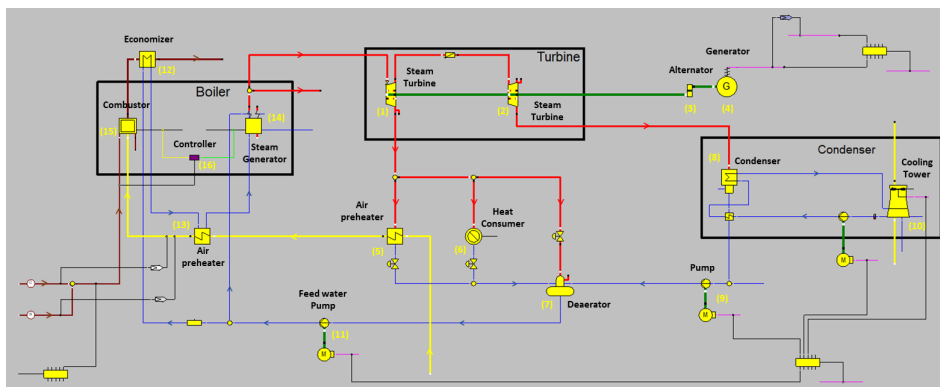 Economizer
(12)
Boiler
Combustor
(15)
Controller
(16)
(14)
Steam
Generator
Turbine
Steam
Turbine
(1)
(2)
Steam
Turbine
Generator
Alternator
G
(3)
(4)
Condenser
(8)
Condenser
Cooling
Tower
(10)
M
(13)
Air
preheater
Air
preheater
(5)
Heat
Consumer
(6)
(7)
Deaerator
Pump
(9)
M
Feed water
Pump
(11)
M